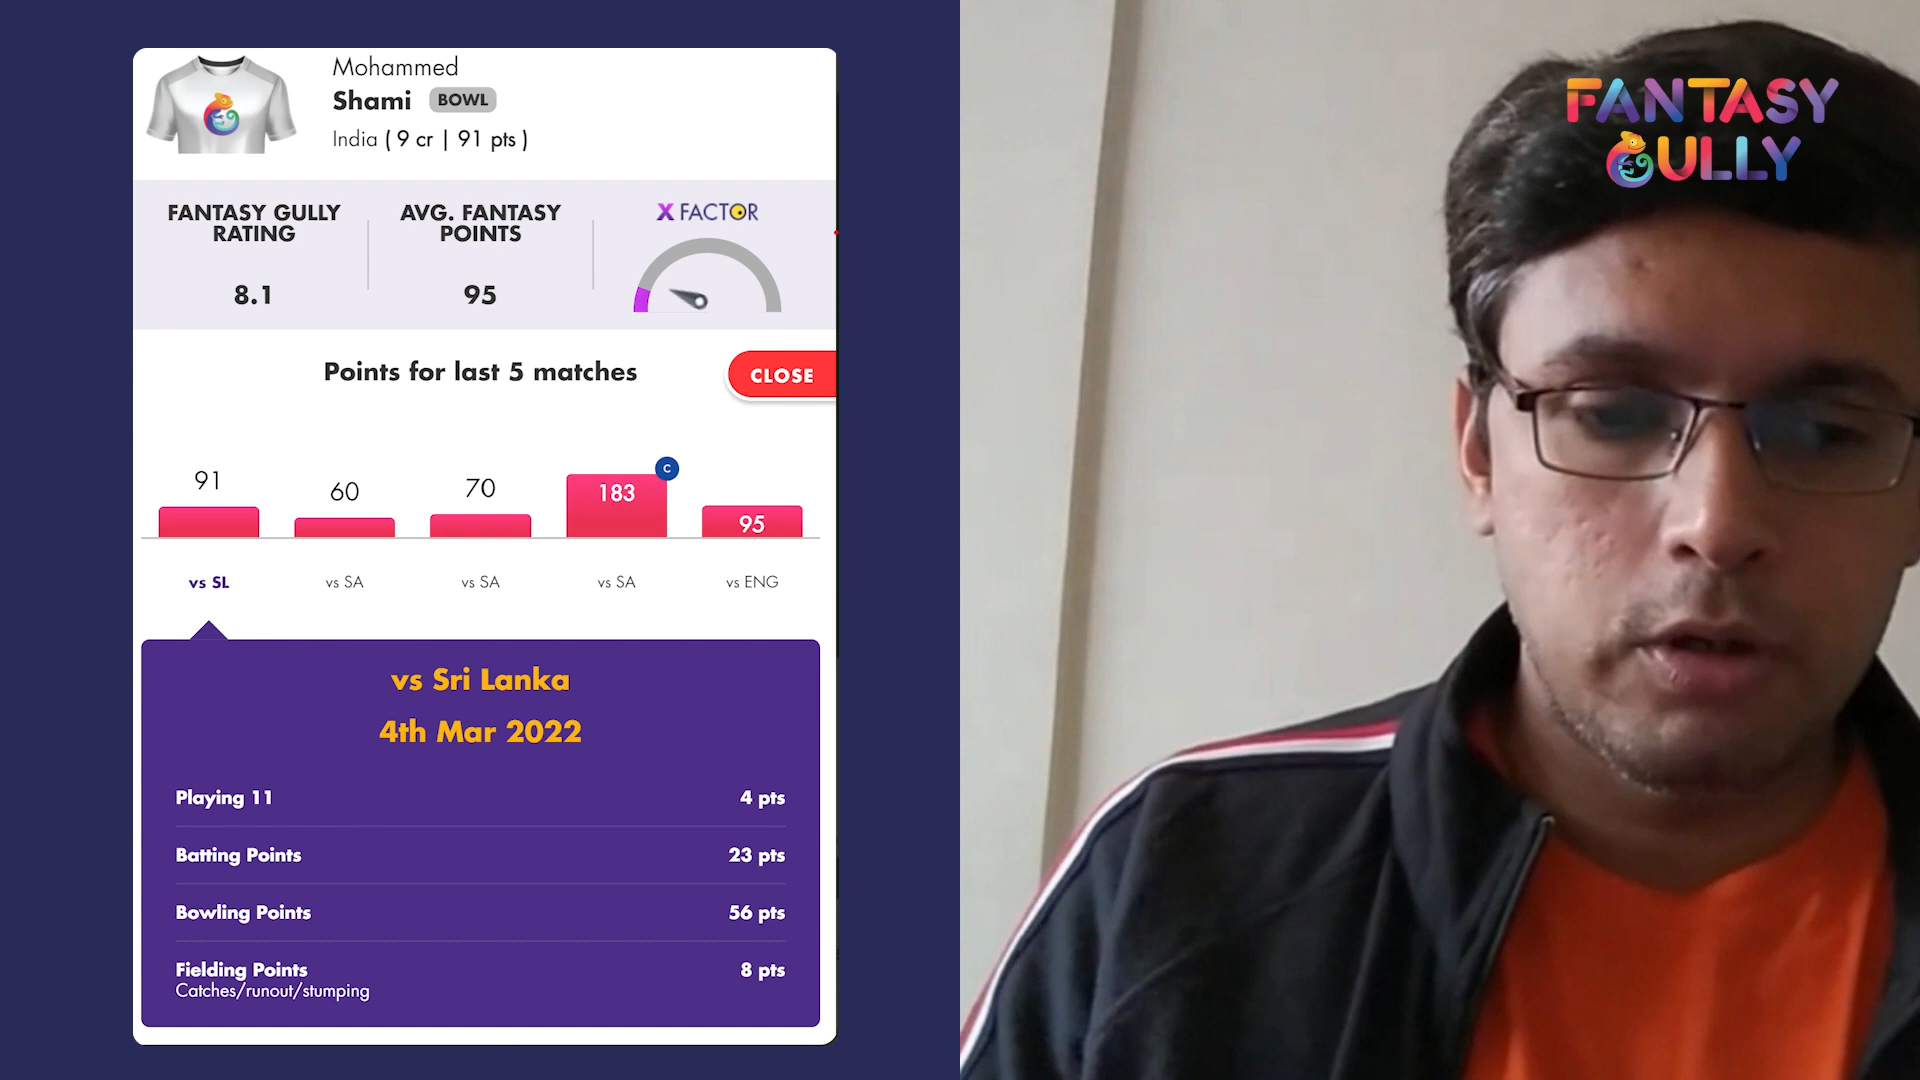 Mohammed
Shami BOWL
India ( 9 cr | 91 pts )
FANTASY GULLY
RATING
8.1
AVG. FANTASY
POINTS
95
X FACTOR
Points for last 5 matches
CLOSE
91
60
70
183
C
95
vs SL
vs SA
vs SA
vs SA
vs ENG
vs Sri Lanka
4th Mar 2022
Playing 11 4 pts
Batting Points 23 pts
Bowling Points 56 pts
Fielding Points 8 pts
Catches/runout/stumping
FANTASY
GULLY